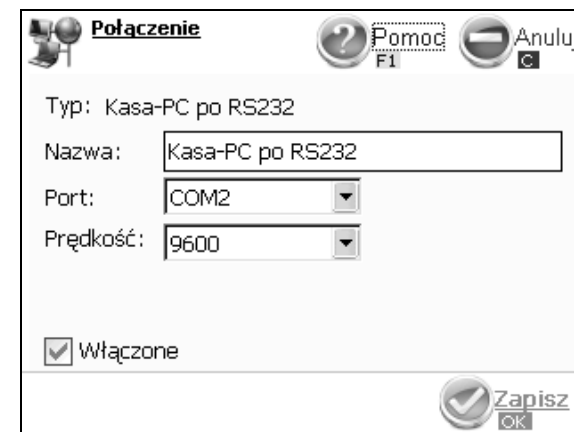 Połączenie
Pomoc
F1
Anuluj
C
Typ: Kasa-PC po RS232
Nazwa: Kasa-PC po RS232
Port: COM2
Prędkość: 9600
Włączone
Zapisz
OK